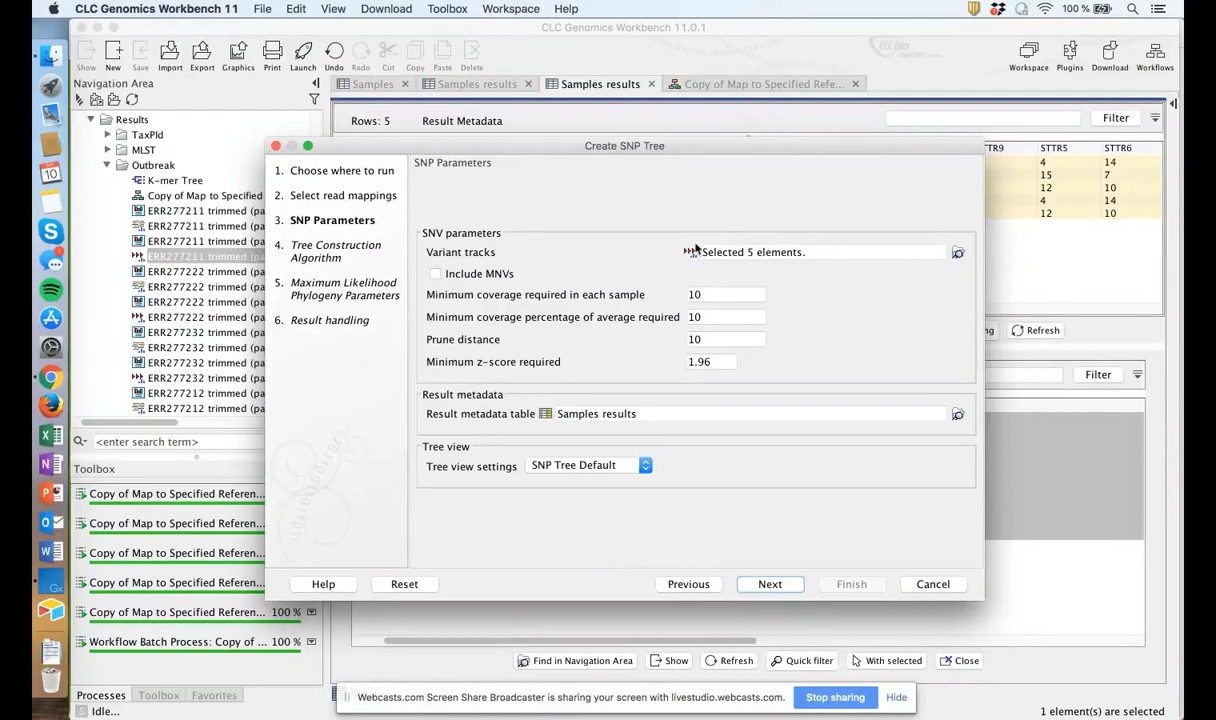 CLC Genomics Workbench 11 File Edit View Download Toolbox Workspace Help 100 %
CLC Genomics Workbench 11.0.1
Show New Save Import Export Graphics Print Launch Undo Redo Cut Copy Paste Delete Workspace Plugins Download Workflows
Navigation Area
Samples Samples results Samples results Copy of Map to Specified Refe...
Results
TaxPId
MLST
Outbreak
K-mer Tree
Copy of Map to Specified
ERR277211 trimmed (pa
ERR277211 trimmed (pa
ERR277211 trimmed (pa
ERR277211 trimmed (pa
ERR277222 trimmed (pa
ERR277222 trimmed (pa
ERR277222 trimmed (pa
ERR277222 trimmed (pa
ERR277232 trimmed (pa
ERR277232 trimmed (pa
ERR277232 trimmed (pa
ERR277232 trimmed (pa
ERR277212 trimmed (pa
ERR277212 trimmed (pa
<enter search term>
Toolbox
Copy of Map to Specified Referen...
Copy of Map to Specified Referen...
Copy of Map to Specified Referen...
Copy of Map to Specified Referen...
Copy of Map to Specified Referen... 100 %
Workflow Batch Process: Copy of ... 100 %
Processes Toolbox Favorites
Idle...
Rows: 5 Result Metadata Filter
STTR9 STTR5 STTR6
4 14
15 7
12 10
4 14
12 10
Refresh
Filter
Create SNP Tree
1. Choose where to run
2. Select read mappings
3. SNP Parameters
4. Tree Construction
Algorithm
5. Maximum Likelihood
Phylogeny Parameters
6. Result handling
SNP Parameters
SNV parameters
Variant tracks Selected 5 elements.
Include MNVs
Minimum coverage required in each sample 10
Minimum coverage percentage of average required 10
Prune distance 10
Minimum z-score required 1.96
Result metadata
Result metadata table Samples results
Tree view
Tree view settings SNP Tree Default
Help Reset Previous Next Finish Cancel
Find in Navigation Area Show Refresh Quick filter With selected Close
Webcasts.com Screen Share Broadcaster is sharing your screen with livestudio.webcasts.com. Stop sharing Hide
1 element(s) are selected